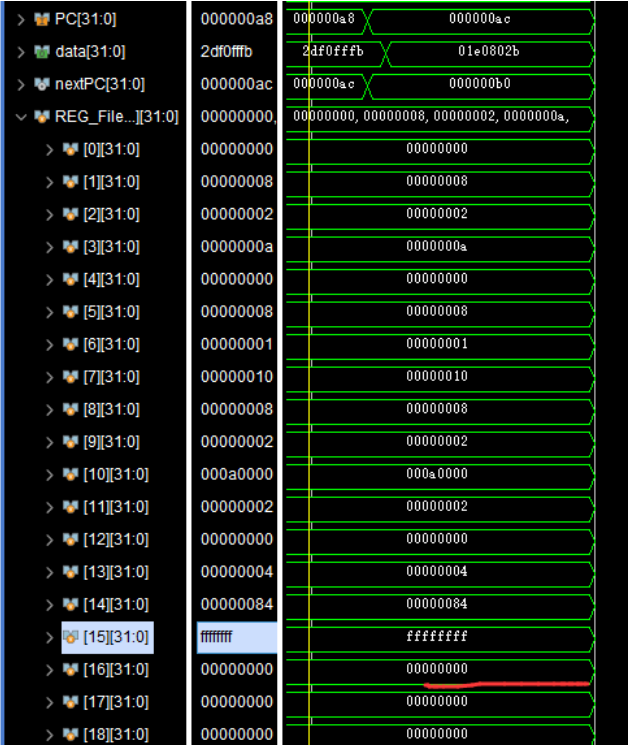 PC[31:0] 000000a8 000000a8 000000ac
data[31:0] 2df0fffb 2df0fffb 01e0802b
nextPC[31:0] 000000ac 000000ac 000000b0
REG_File...][31:0] 00000000, 00000000, 00000008, 00000002, 0000000a,
[0][31:0] 00000000 00000000
[1][31:0] 00000008 00000008
[2][31:0] 00000002 00000002
[3][31:0] 0000000a 0000000a
[4][31:0] 00000000 00000000
[5][31:0] 00000008 00000008
[6][31:0] 00000001 00000001
[7][31:0] 00000010 00000010
[8][31:0] 00000008 00000008
[9][31:0] 00000002 00000002
[10][31:0] 000a0000 000a0000
[11][31:0] 00000002 00000002
[12][31:0] 00000000 00000000
[13][31:0] 00000004 00000004
[14][31:0] 00000084 00000084
[15][31:0] ffffffff ffffffff
[16][31:0] 00000000 00000000
[17][31:0] 00000000 00000000
[18][31:0] 00000000 00000000